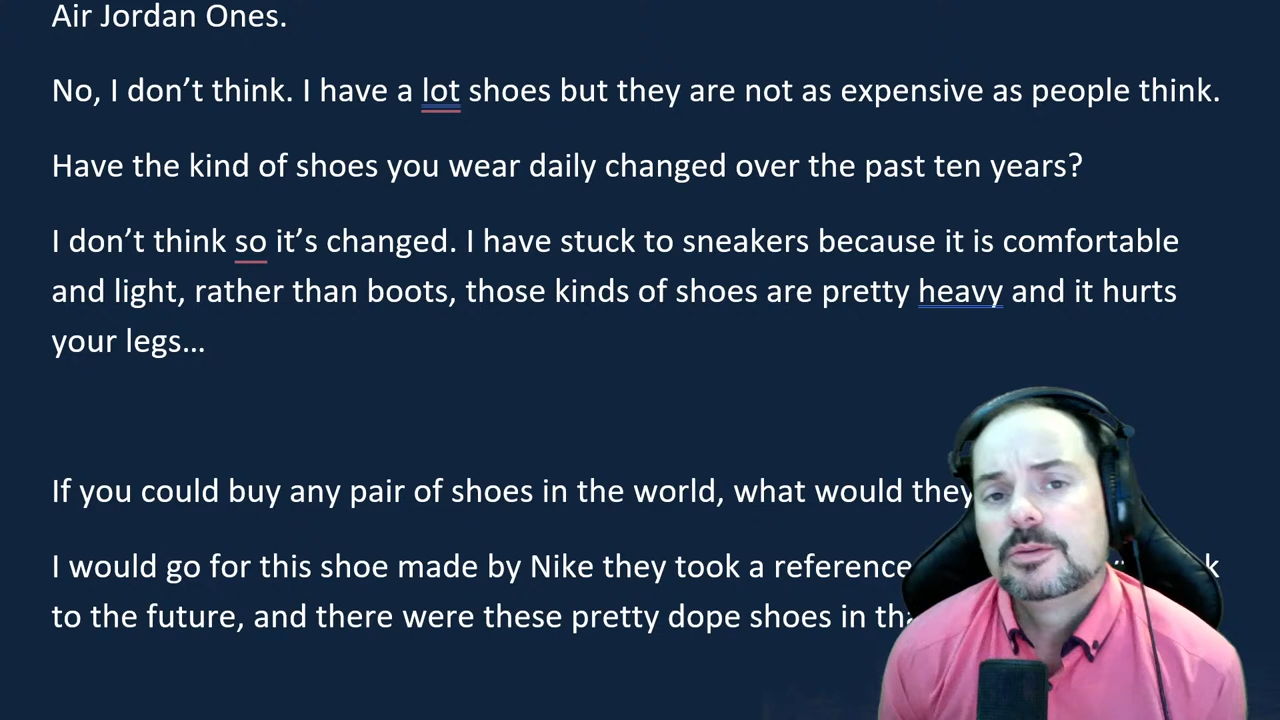 Air Jordan Ones.
No, I don’t think. I have a lot shoes but they are not as expensive as people think.
Have the kind of shoes you wear daily changed over the past ten years?
I don’t think so it’s changed. I have stuck to sneakers because it is comfortable
and light, rather than boots, those kinds of shoes are pretty heavy and it hurts
your legs…
If you could buy any pair of shoes in the world, what would they
I would go for this shoe made by Nike they took a reference
to the future, and there were these pretty dope shoes in